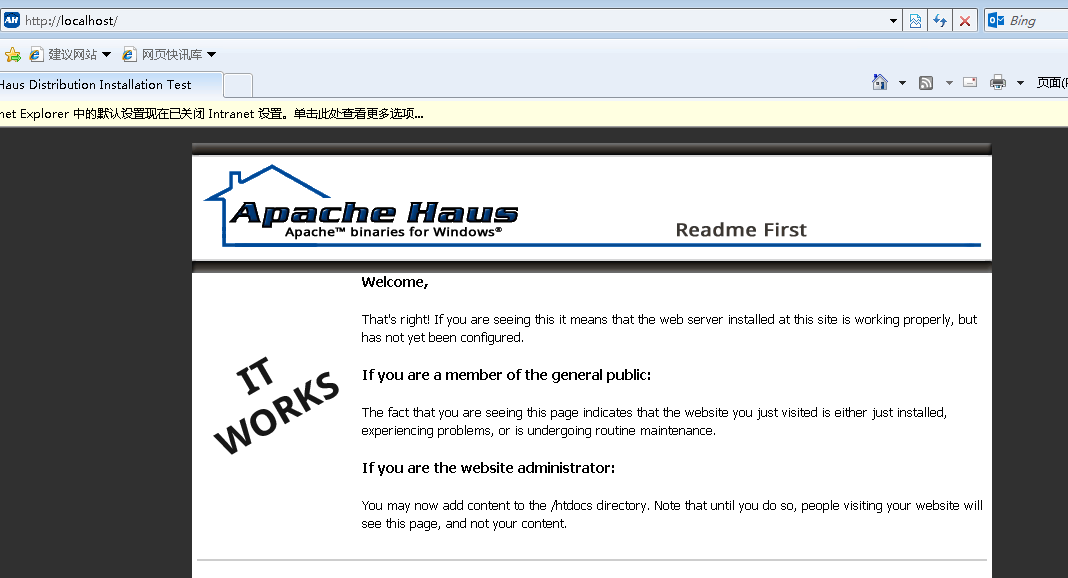 AH http://localhost/ Bing
建议网站 网页快讯库
Haus Distribution Installation Test
页面(P
net Explorer 中的默认设置现在已关闭 Intranet 设置。单击此处查看更多选项...
Apache Haus
Apache™ binaries for Windows®
Readme First
Welcome,
That's right! If you are seeing this it means that the web server installed at this site is working properly, but
has not yet been configured.
IT
WORKS
If you are a member of the general public:
The fact that you are seeing this page indicates that the website you just visited is either just installed,
experiencing problems, or is undergoing routine maintenance.
If you are the website administrator:
You may now add content to the /htdocs directory. Note that until you do so, people visiting your website will
see this page, and not your content.